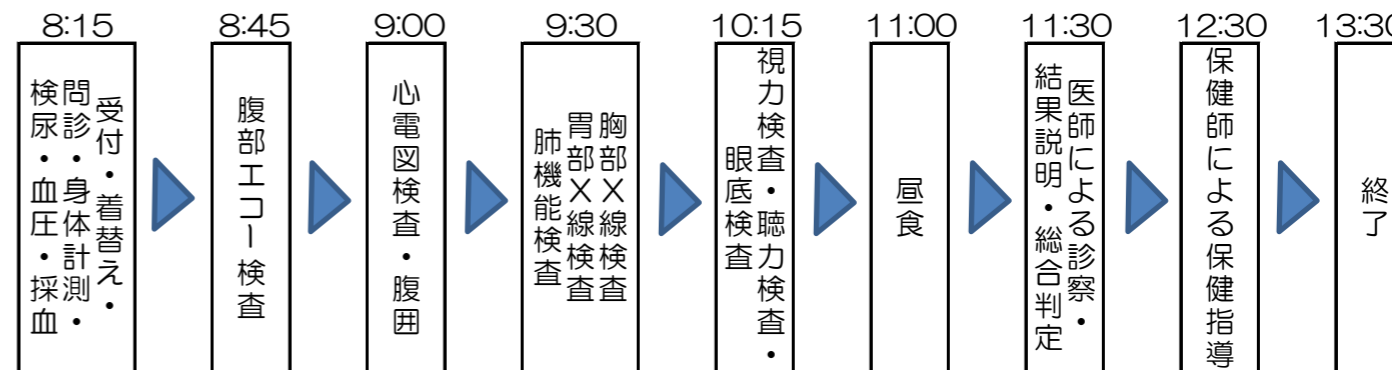 8:15
受付・着替え・
問診・身体計測・
検尿・血圧・採血
8:45
腹部エコー検査
9:00
心電図検査・腹囲
9:30
胸部X線検査
胃部X線検査
肺機能検査
10:15
視力検査・聴力検査・
眼底検査
11:00
昼食
11:30
医師による診察・
結果説明・総合判定
12:30
保健師による保健指導
13:30
終了